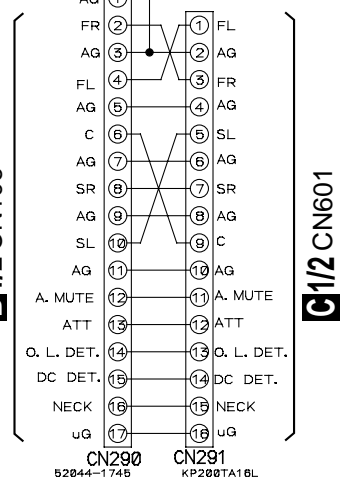 AG ①
FR ② ① FL
AG ③ ② AG
FL ④ ③ FR
AG ⑤ ④ AG
C ⑥ ⑤ SL
AG ⑦ ⑥ AG
SR ⑧ ⑦ SR
AG ⑨ ⑧ AG
SL ⑩ ⑨ C
AG ⑪ ⑩ AG
A. MUTE ⑫ ⑪ A. MUTE
ATT ⑬ ⑫ ATT
O. L. DET. ⑭ ⑬ O. L. DET.
DC DET. ⑮ ⑭ DC DET.
NECK ⑯ ⑮ NECK
uG ⑰ ⑯ uG
CN290 CN291
52044-1745 KP200TA16L
C 1/2 CN601